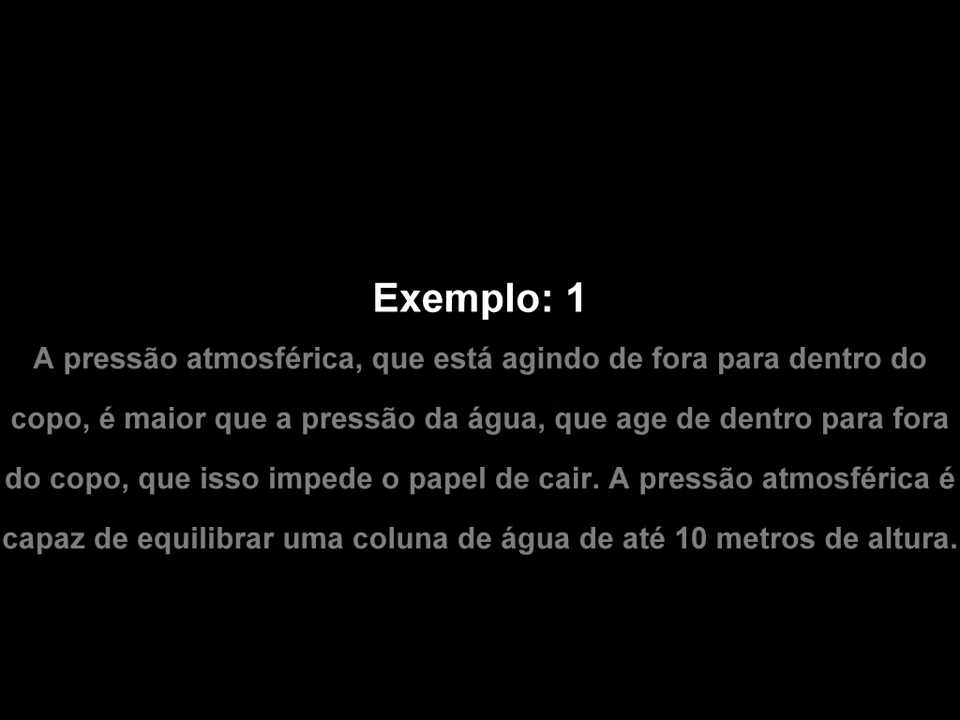 Exemplo: 1
A pressão atmosférica, que está agindo de fora para dentro do
copo, é maior que a pressão da água, que age de dentro para fora
do copo, que isso impede o papel de cair. A pressão atmosférica é
capaz de equilibrar uma coluna de água de até 10 metros de altura.